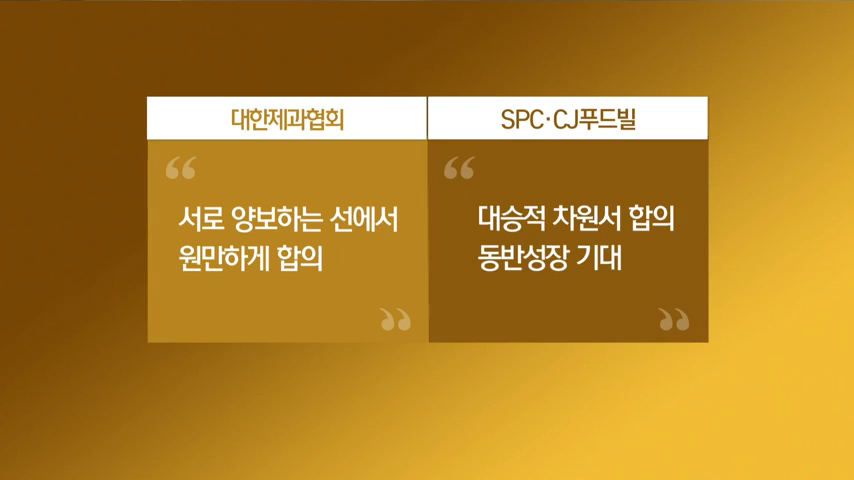 대한제과협회
“
서로 양보하는 선에서
원만하게 합의
”
SPC·CJ푸드빌
“
대승적 차원서 합의
동반성장 기대
”